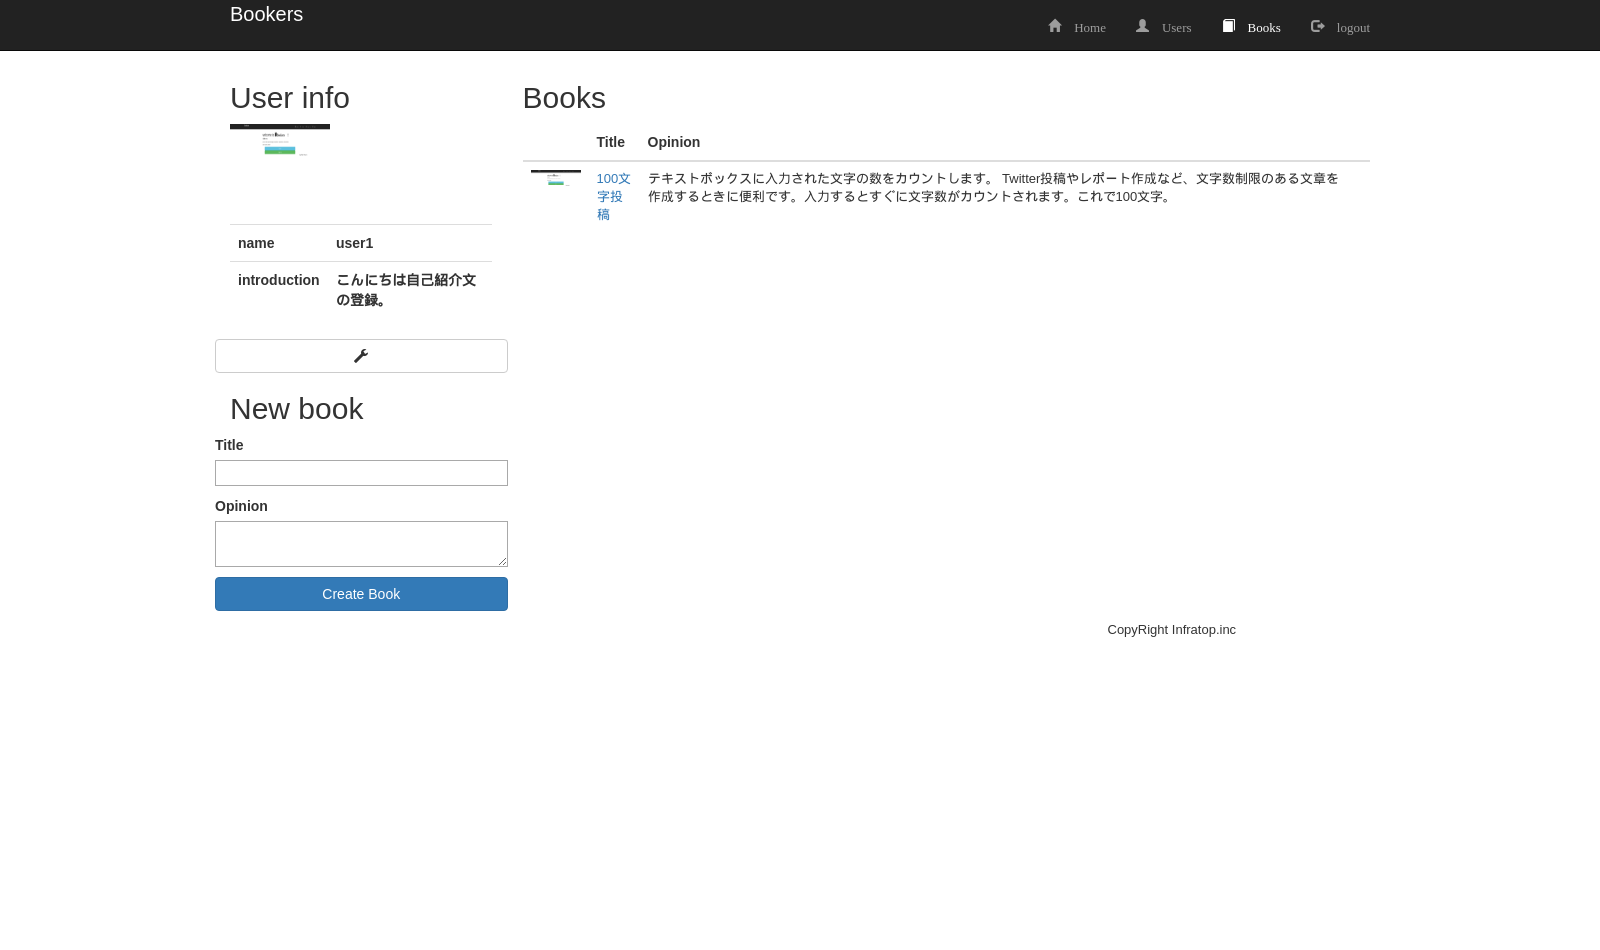 Bookers
Home Users Books logout
User info
name user1
introduction こんにちは自己紹介文
の登録。
New book
Title
Opinion
Create Book
Books
Title Opinion
100文
字投
稿
テキストボックスに入力された文字の数をカウントします。 Twitter投稿やレポート作成など、文字数制限のある文章を
作成するときに便利です。入力するとすぐに文字数がカウントされます。これで100文字。
CopyRight Infratop.inc